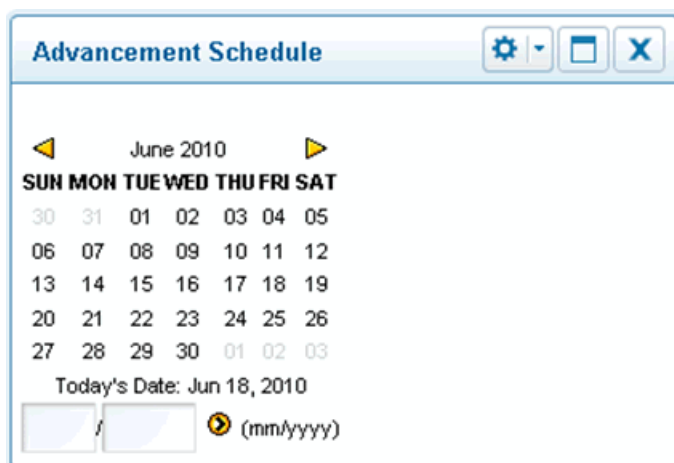 Advancement Schedule
June 2010
SUN MON TUE WED THU FRI SAT
30 31 01 02 03 04 05
06 07 08 09 10 11 12
13 14 15 16 17 18 19
20 21 22 23 24 25 26
27 28 29 30 01 02 03
Today's Date: Jun 18, 2010
/ (mm/yyyy)